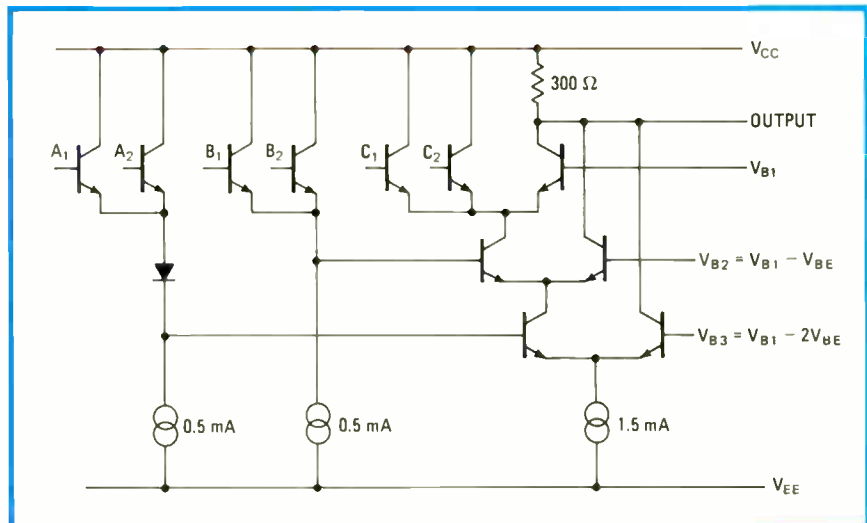 V_CC
300 Ω
OUTPUT
A₁
A₂
B₁
B₂
C₁
C₂
V_B1
V_B2 = V_B1 − V_BE
V_B3 = V_B1 − 2V_BE
0.5 mA
0.5 mA
1.5 mA
V_EE